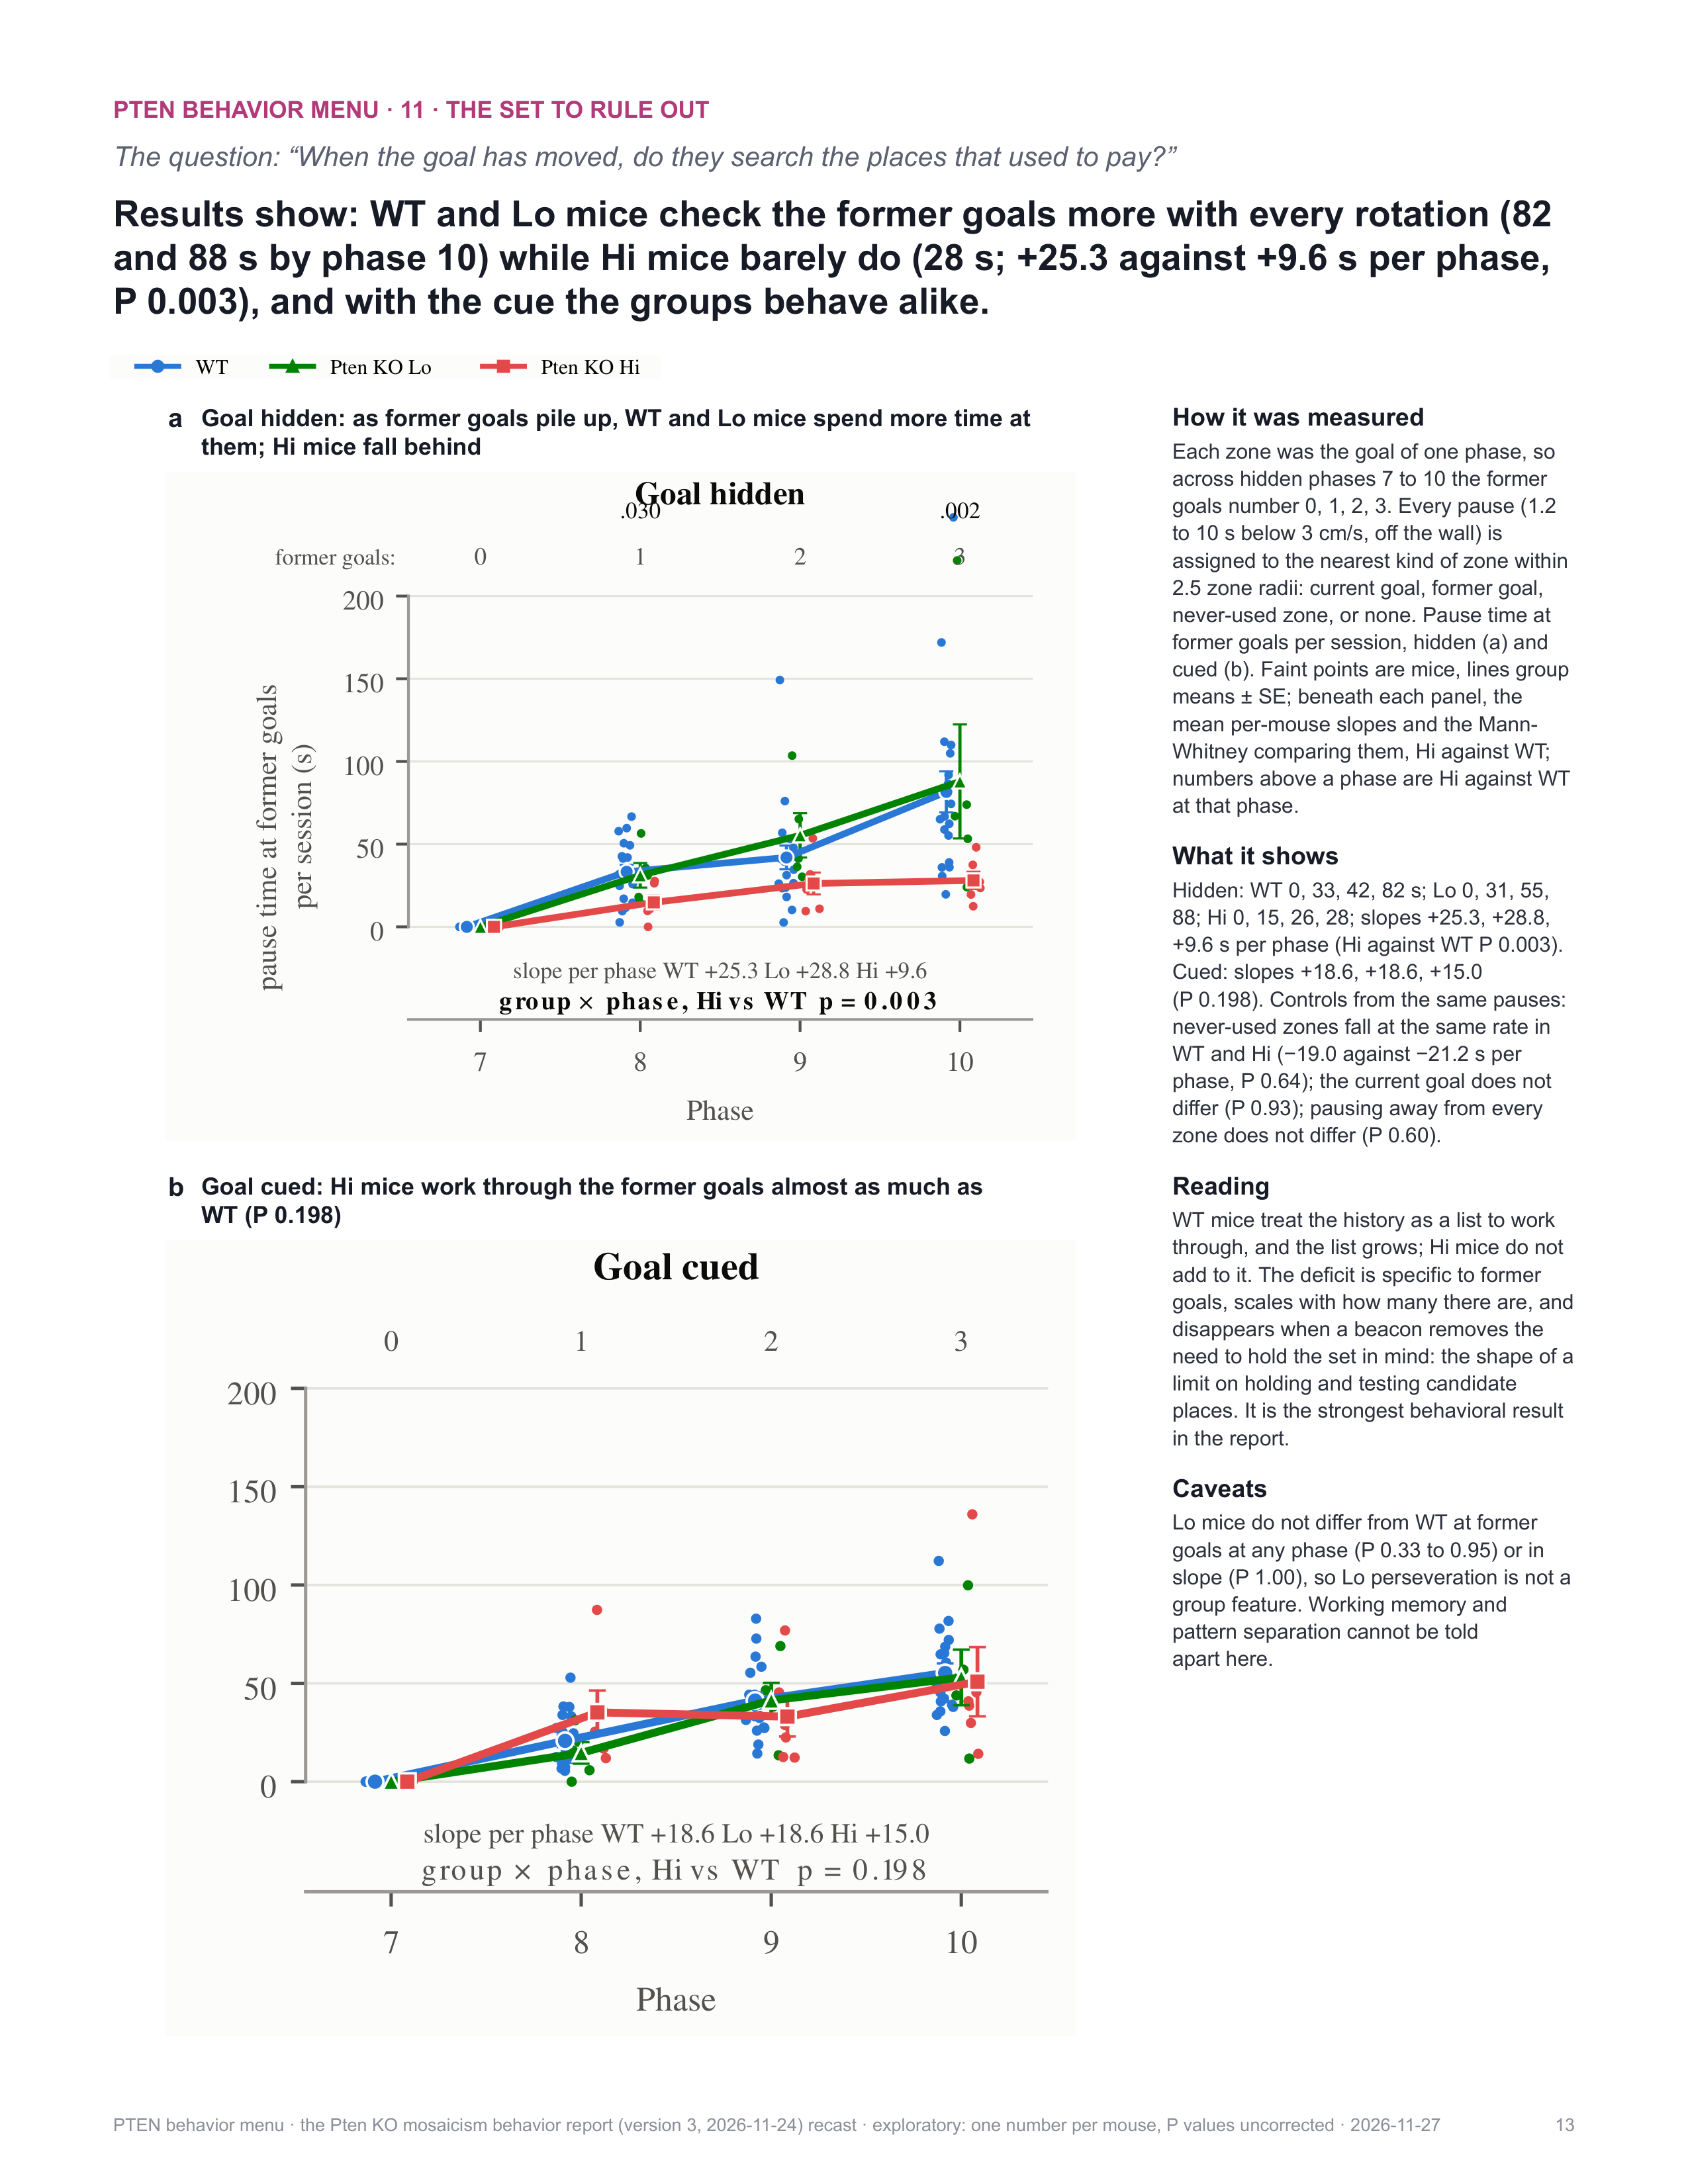 PTEN BEHAVIOR MENU · 11 · THE SET TO RULE OUT
The question: “When the goal has moved, do they search the places that used to pay?”
Results show: WT and Lo mice check the former goals more with every rotation (82
and 88 s by phase 10) while Hi mice barely do (28 s; +25.3 against +9.6 s per phase,
P 0.003), and with the cue the groups behave alike.
WT Pten KO Lo Pten KO Hi
a Goal hidden: as former goals pile up, WT and Lo mice spend more time at
them; Hi mice fall behind
Goal hidden
.030 .002
former goals: 0 1 2 3
200
150
100
50
0
pause time at former goals
per session (s)
slope per phase WT +25.3 Lo +28.8 Hi +9.6
group × phase, Hi vs WT p = 0.003
7 8 9 10
Phase
b Goal cued: Hi mice work through the former goals almost as much as
WT (P 0.198)
Goal cued
0 1 2 3
200
150
100
50
0
slope per phase WT +18.6 Lo +18.6 Hi +15.0
group × phase, Hi vs WT p = 0.198
7 8 9 10
Phase
How it was measured
Each zone was the goal of one phase, so
across hidden phases 7 to 10 the former
goals number 0, 1, 2, 3. Every pause (1.2
to 10 s below 3 cm/s, off the wall) is
assigned to the nearest kind of zone within
2.5 zone radii: current goal, former goal,
never-used zone, or none. Pause time at
former goals per session, hidden (a) and
cued (b). Faint points are mice, lines group
means ± SE; beneath each panel, the
mean per-mouse slopes and the Mann-
Whitney comparing them, Hi against WT;
numbers above a phase are Hi against WT
at that phase.
What it shows
Hidden: WT 0, 33, 42, 82 s; Lo 0, 31, 55,
88; Hi 0, 15, 26, 28; slopes +25.3, +28.8,
+9.6 s per phase (Hi against WT P 0.003).
Cued: slopes +18.6, +18.6, +15.0
(P 0.198). Controls from the same pauses:
never-used zones fall at the same rate in
WT and Hi (−19.0 against −21.2 s per
phase, P 0.64); the current goal does not
differ (P 0.93); pausing away from every
zone does not differ (P 0.60).
Reading
WT mice treat the history as a list to work
through, and the list grows; Hi mice do not
add to it. The deficit is specific to former
goals, scales with how many there are, and
disappears when a beacon removes the
need to hold the set in mind: the shape of a
limit on holding and testing candidate
places. It is the strongest behavioral result
in the report.
Caveats
Lo mice do not differ from WT at former
goals at any phase (P 0.33 to 0.95) or in
slope (P 1.00), so Lo perseveration is not a
group feature. Working memory and
pattern separation cannot be told
apart here.
PTEN behavior menu · the Pten KO mosaicism behavior report (version 3, 2026-11-24) recast · exploratory: one number per mouse, P values uncorrected · 2026-11-27 13